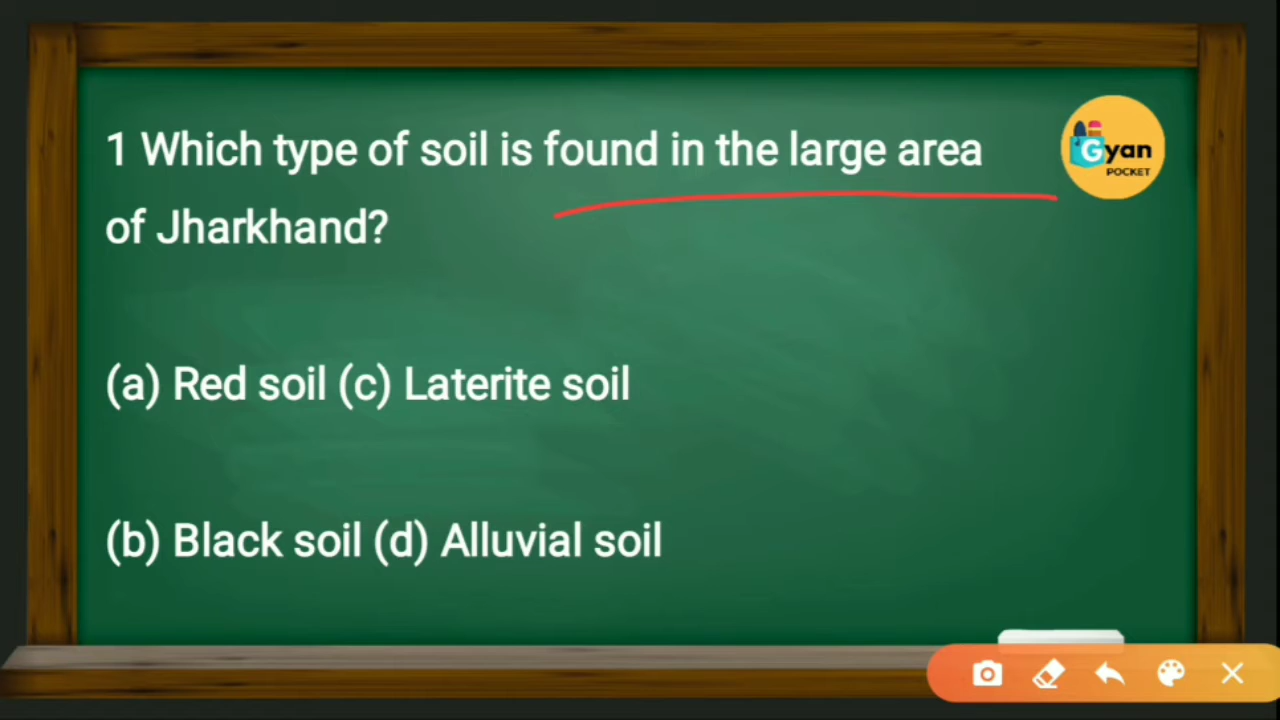 1 Which type of soil is found in the large area
of Jharkhand?
Gyan
POCKET
(a) Red soil (c) Laterite soil
(b) Black soil (d) Alluvial soil